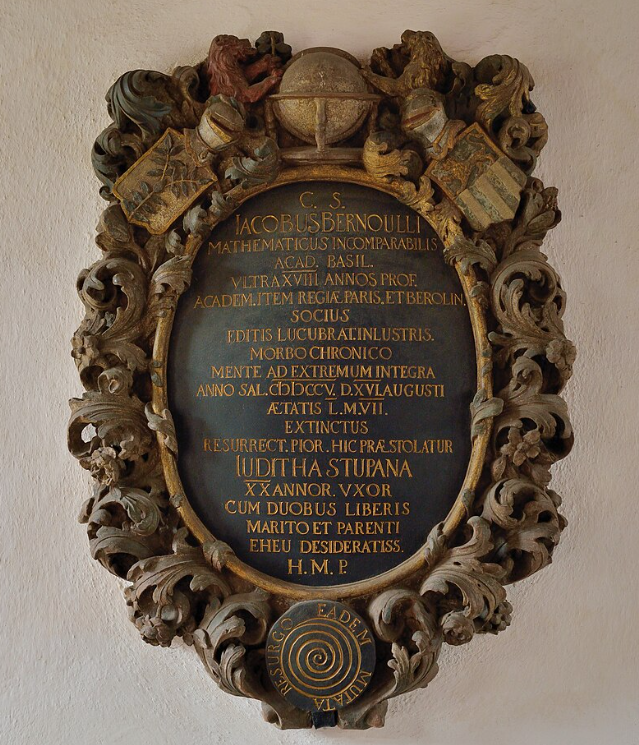 C. S.
IACOBUS BERNOULLI
MATHEMATICUS INCOMPARABILIS
ACAD. BASIL.
VLTRA XVIII ANNOS PROF.
ACADEM. ITEM REGIÆ PARIS. ET BEROLIN.
SOCIUS
EDITIS LUCUBRAT. INLUSTRIS.
MORBO CHRONICO
MENTE AD EXTREMUM INTEGRA
ANNO SAL. CIↃIↃCCV. D. XVI. AUGUSTI
ÆTATIS L. M. VII.
EXTINCTUS
RESURRECT. PIOR. HIC PRÆSTOLATUR
IUDITHA STUPANA
XX ANNOR. VXOR
CUM DUOBUS LIBERIS
MARITO ET PARENTI
EHEU DESIDERATISS.
H. M. P.
EADEM MUTATA RESURGO